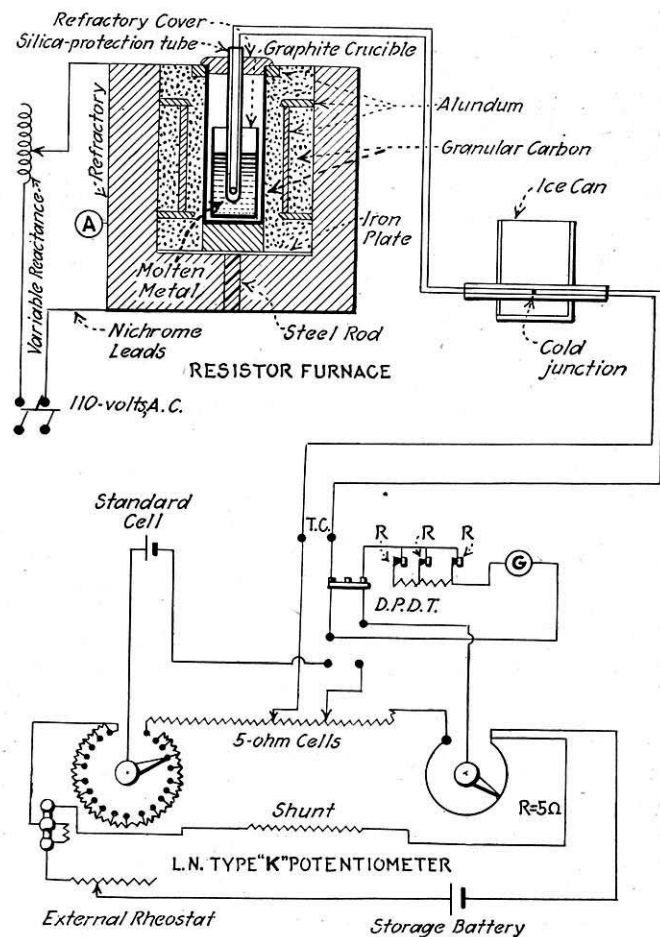 Refractory Cover
Silica-protection tube
Graphite Crucible
Alundum
Granular Carbon
Ice Can
Refractory
A
Iron
Plate
Variable Reactance
Molten
Metal
Nichrome
Leads
Steel Rod
Cold
junction
RESISTOR FURNACE
110-volts, A.C.
Standard
Cell
T.C.
R
R
R
G
D.P.D.T.
5-ohm Cells
R=5Ω
Shunt
L.N. TYPE "K" POTENTIOMETER
External Rheostat
Storage Battery